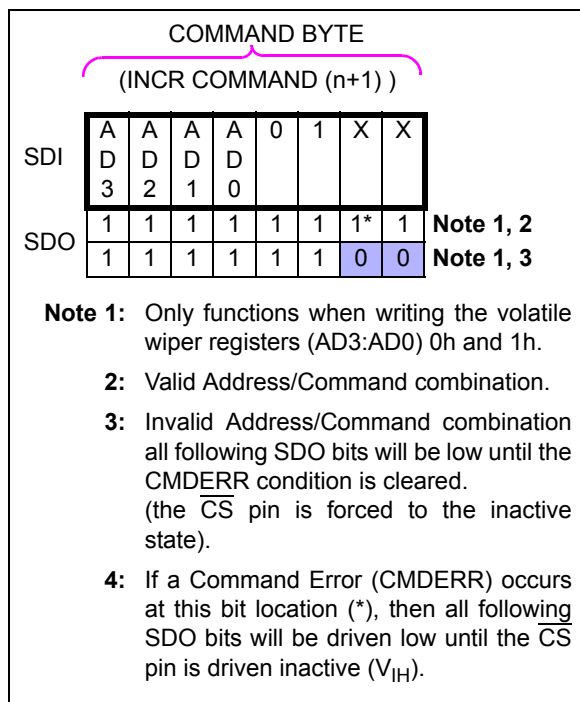 COMMAND BYTE
(INCR COMMAND (n+1) )
SDI
A A A A 0 1 X X
D D D D
3 2 1 0
SDO
1 1 1 1 1 1 1* 1 Note 1, 2
1 1 1 1 1 1 0 0 Note 1, 3
Note 1: Only functions when writing the volatile
wiper registers (AD3:AD0) 0h and 1h.
2: Valid Address/Command combination.
3: Invalid Address/Command combination
all following SDO bits will be low until the
CMDERR condition is cleared.
(the C̅S̅ pin is forced to the inactive
state).
4: If a Command Error (CMDERR) occurs
at this bit location (*), then all following
SDO bits will be driven low until the C̅S̅
pin is driven inactive (VIH).